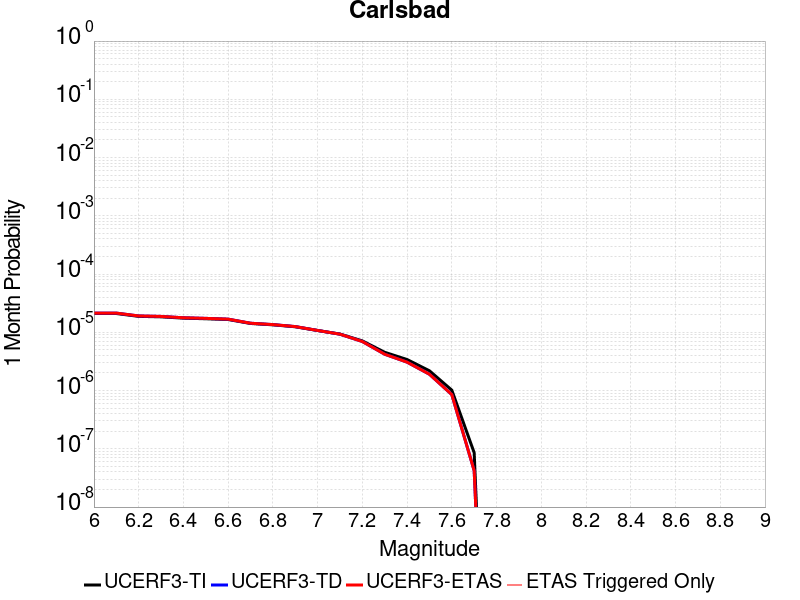 Carlsbad
10^0
10^-1
10^-2
10^-3
10^-4
10^-5
10^-6
10^-7
10^-8
1 Month Probability
6 6.2 6.4 6.6 6.8 7 7.2 7.4 7.6 7.8 8 8.2 8.4 8.6 8.8 9
Magnitude
UCERF3-TI UCERF3-TD UCERF3-ETAS ETAS Triggered Only